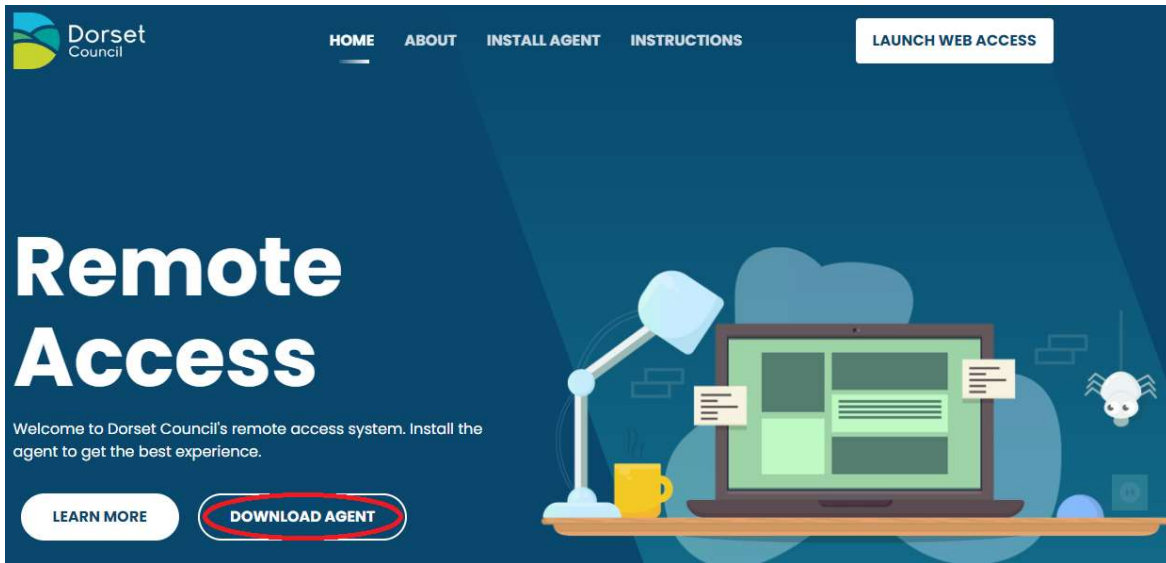 Dorset
Council
HOME ABOUT INSTALL AGENT INSTRUCTIONS
LAUNCH WEB ACCESS
Remote
Access
Welcome to Dorset Council's remote access system. Install the
agent to get the best experience.
LEARN MORE
DOWNLOAD AGENT